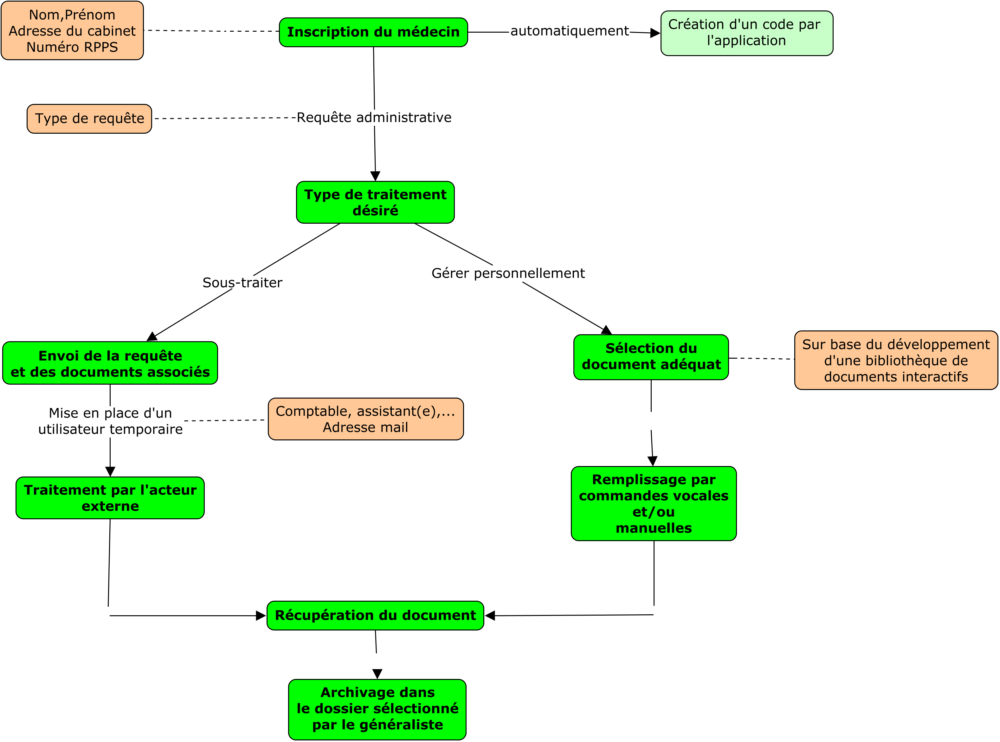 Nom,Prénom
Adresse du cabinet
Numéro RPPS
Inscription du médecin
automatiquement
Création d'un code par
l'application
Type de requête
Requête administrative
Type de traitement
désiré
Sous-traiter
Gérer personnellement
Envoi de la requête
et des documents associés
Sélection du
document adéquat
Sur base du développement
d'une bibliothèque de
documents interactifs
Mise en place d'un
utilisateur temporaire
Comptable, assistant(e),...
Adresse mail
Traitement par l'acteur
externe
Remplissage par
commandes vocales
et/ou
manuelles
Récupération du document
Archivage dans
le dossier sélectionné
par le généraliste